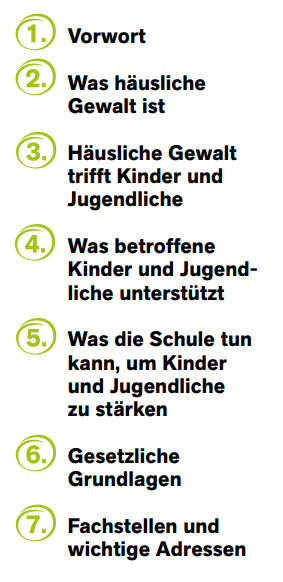 1. Vorwort
2. Was häusliche
Gewalt ist
3. Häusliche Gewalt
trifft Kinder und
Jugendliche
4. Was betroffene
Kinder und Jugend-
liche unterstützt
5. Was die Schule tun
kann, um Kinder
und Jugendliche
zu stärken
6. Gesetzliche
Grundlagen
7. Fachstellen und
wichtige Adressen